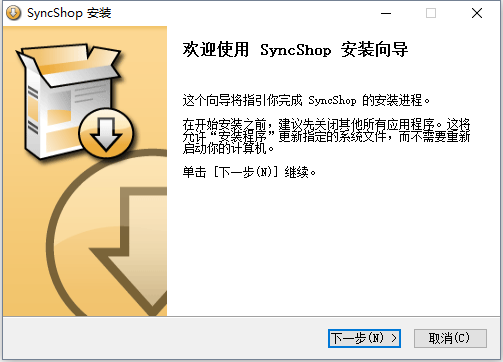 SyncShop 安装
欢迎使用 SyncShop 安装向导
这个向导将指引你完成 SyncShop 的安装进程。
在开始安装之前，建议先关闭其他所有应用程序。这将
允许“安装程序”更新指定的系统文件，而不需要重新
启动你的计算机。
单击 [下一步(N)] 继续。
下一步(N) >
取消(C)